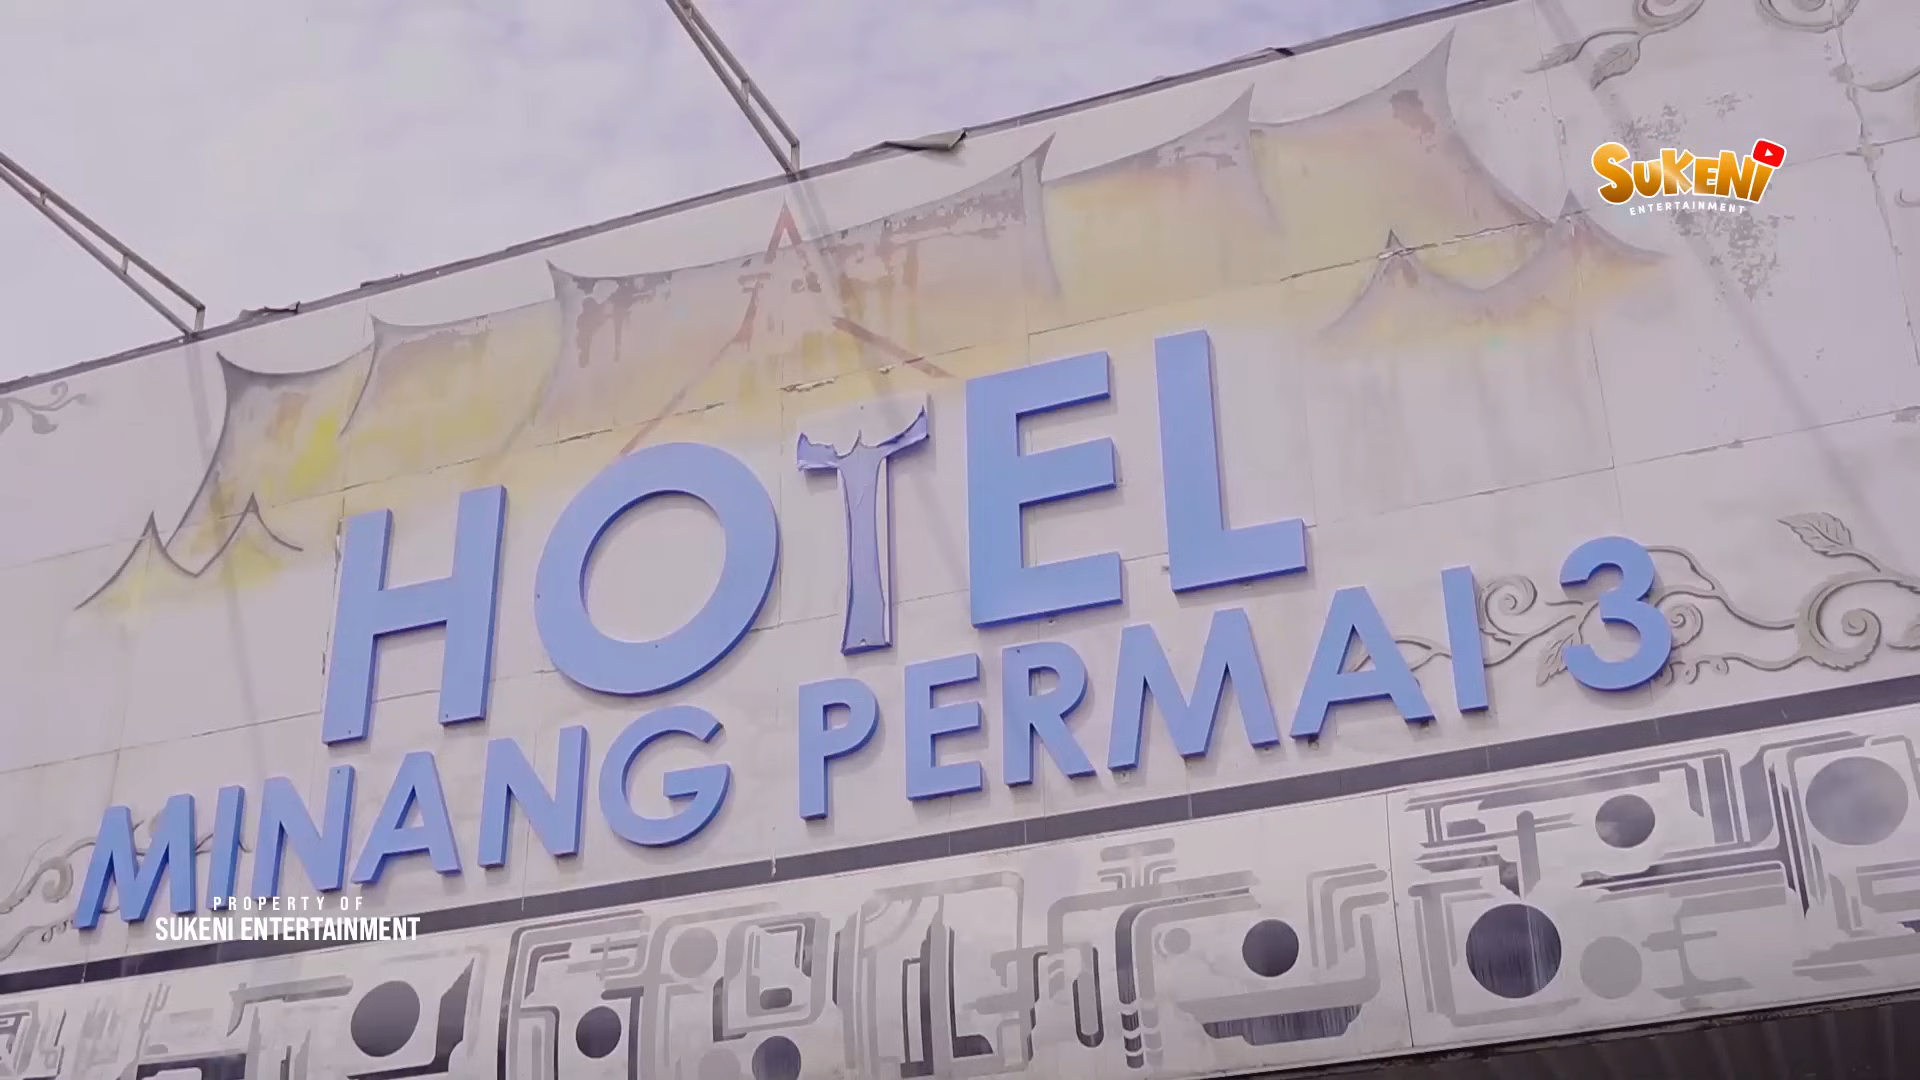 SUKENI
ENTERTAINMENT
HOTEL
MINANG PERMAI 3
PROPERTY OF
SUKENI ENTERTAINMENT